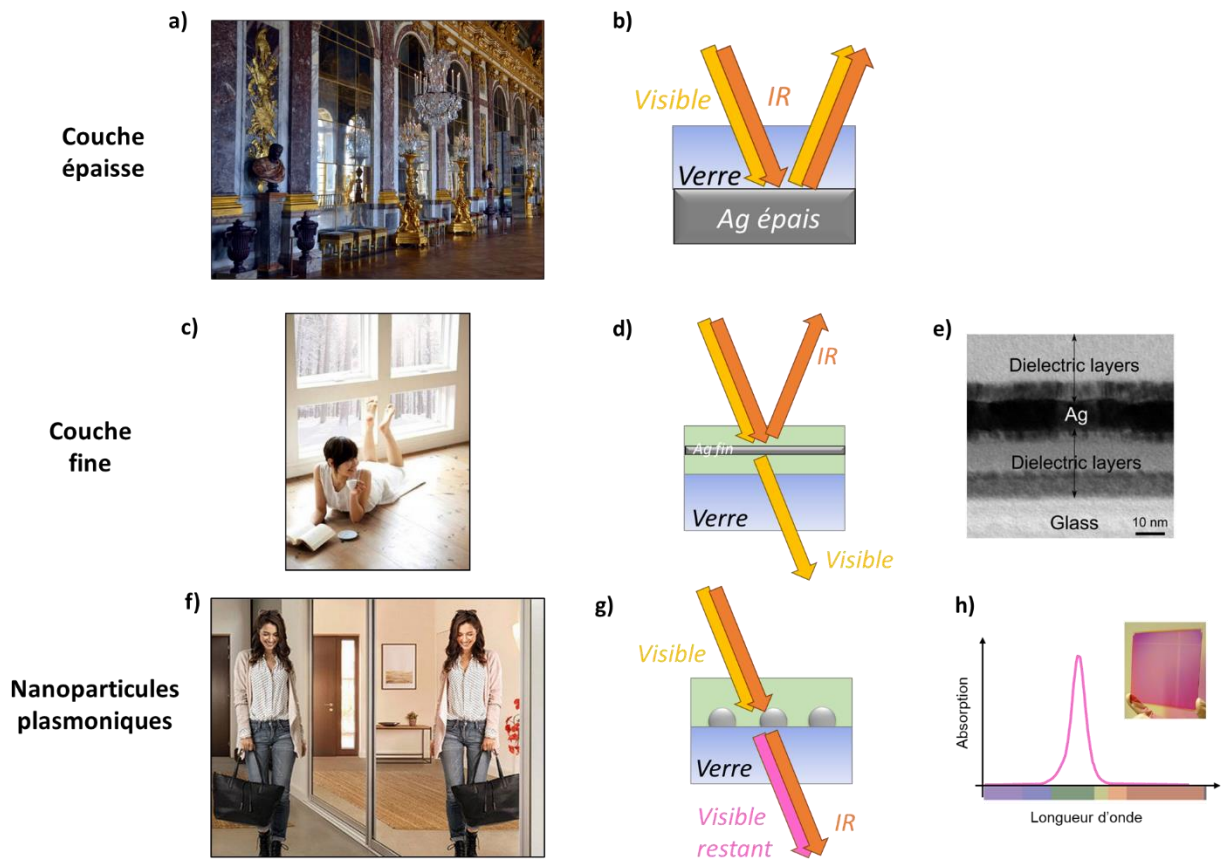 a)
b)
Visible
IR
Couche
épaisse
Verre
Ag épais
c)
d)
e)
IR
Dielectric layers
Ag
Couche
fine
Ag fin
Dielectric layers
Verre
Glass
10 nm
Visible
f)
g)
h)
Visible
Nanoparticules
plasmoniques
Absorption
Verre
Visible
restant
IR
Longueur d'onde